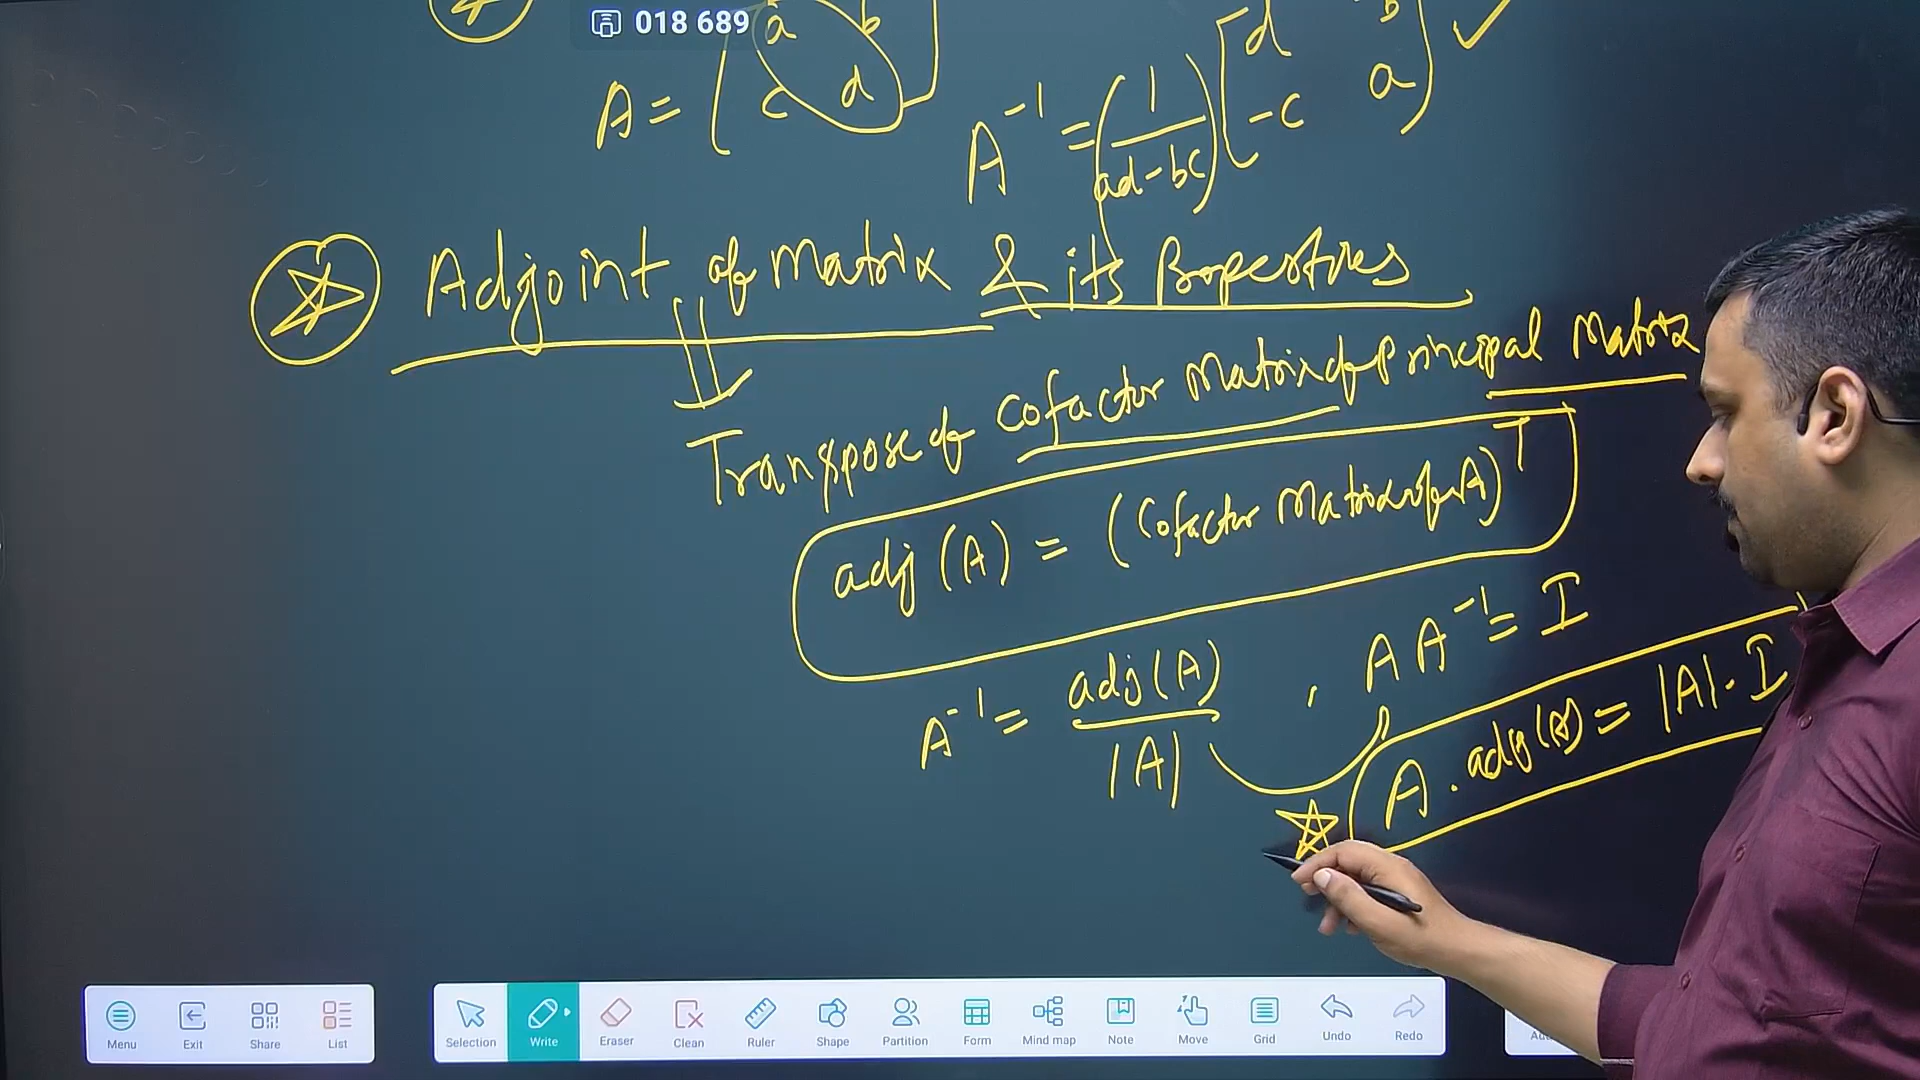 018 689
A = [a b
c d]
A⁻¹ = (1/ad-bc) [d b
-c a]
Adjoint of Matrix & its Properties
Transpose of Cofactor Matrix of Principal Matrix
adj (A) = (Cofactor Matrix of A)ᵀ
A⁻¹ = adj(A)/|A| , A A⁻¹ = I
A . adj(A) = |A| . I
Menu Exit Share List Selection Write Eraser Clean Ruler Shape Partition Form Mind map Note Move Grid Undo Redo